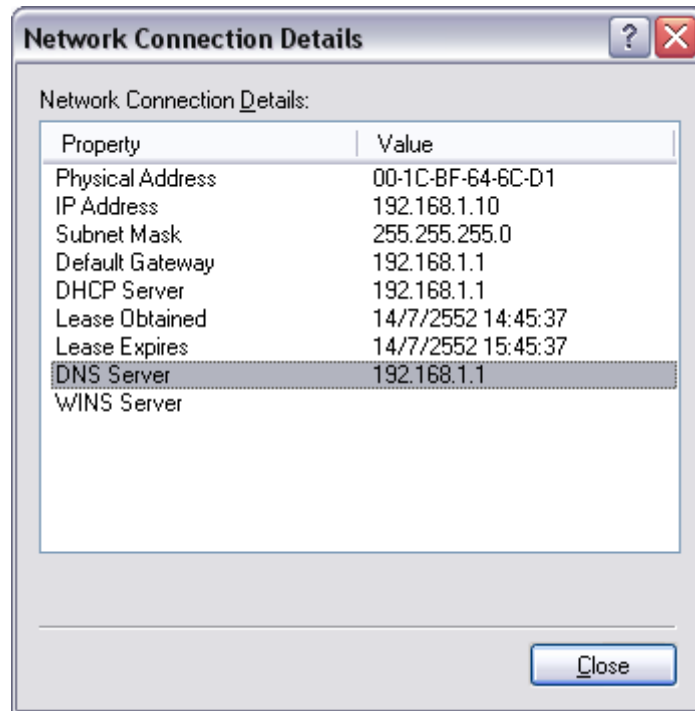 Network Connection Details
Network Connection Details:
Property Value
Physical Address 00-1C-BF-64-6C-D1
IP Address 192.168.1.10
Subnet Mask 255.255.255.0
Default Gateway 192.168.1.1
DHCP Server 192.168.1.1
Lease Obtained 14/7/2552 14:45:37
Lease Expires 14/7/2552 15:45:37
DNS Server 192.168.1.1
WINS Server
Close